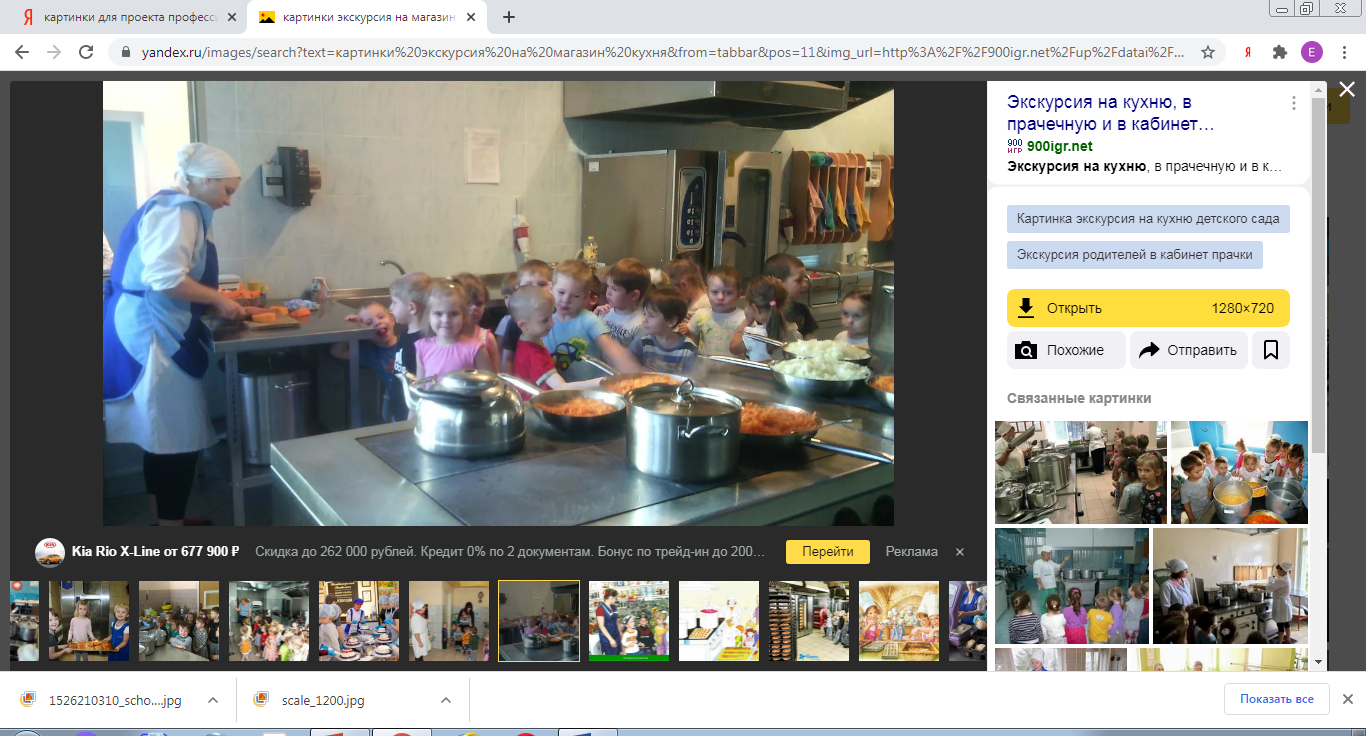 картинки для проекта професси
картинки экскурсия на магазин
yandex.ru/images/search?text=картинки%20экскурсия%20на%20магазин%20кухня&from=tabbar&pos=11&img_url=http%3A%2F%2F900igr.net%2Fup%2Fdatai%2F...
E
Экскурсия на кухню, в
прачечную и в кабинет…
900igr.net
Экскурсия на кухню, в прачечную и в к…
Картинка экскурсия на кухню детского сада
Экскурсия родителей в кабинет прачки
Открыть 1280×720
Похожие
Отправить
Связанные картинки
Kia Rio X-Line от 677 900 ₽ Скидка до 262 000 рублей. Кредит 0% по 2 документам. Бонус по трейд-ин до 200…
Перейти
Реклама
1526210310_scho....jpg
scale_1200.jpg
Показать все